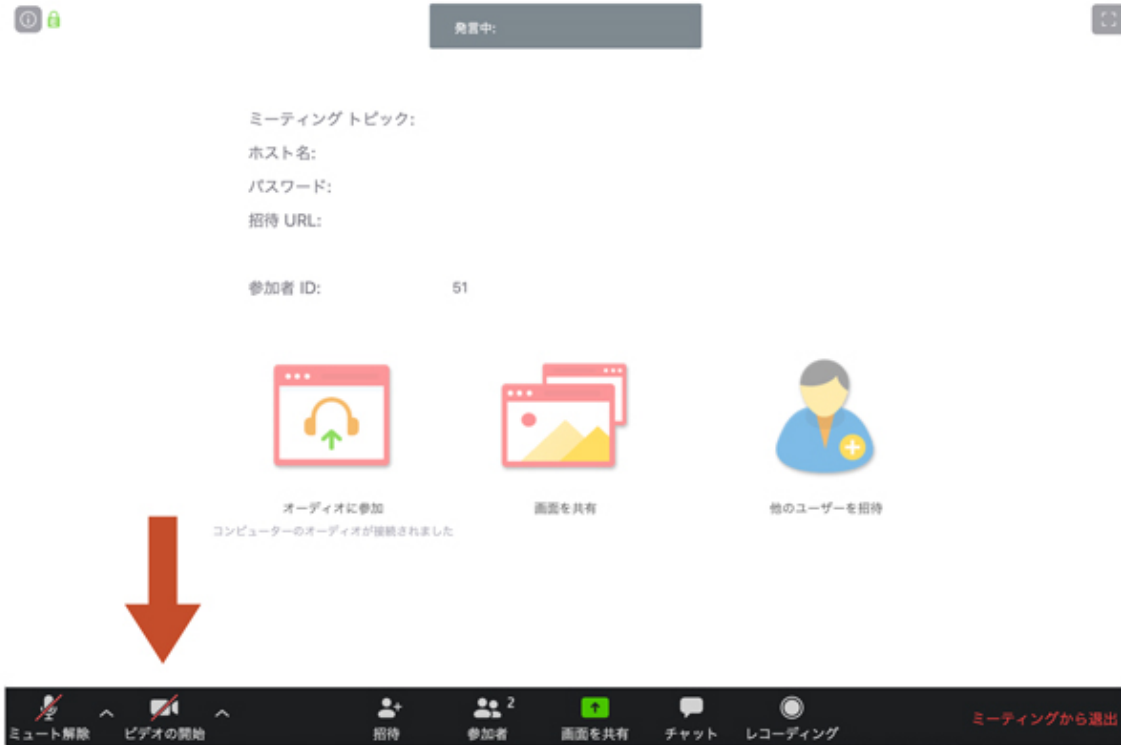 発言中:
ミーティング トピック:
ホスト名:
パスワード:
招待 URL:
参加者 ID: 51
オーディオに参加 画面を共有 他のユーザーを招待
コンピューターのオーディオが接続されました
2
ミュート解除 ビデオの開始 招待 参加者 画面を共有 チャット レコーディング ミーティングから退出